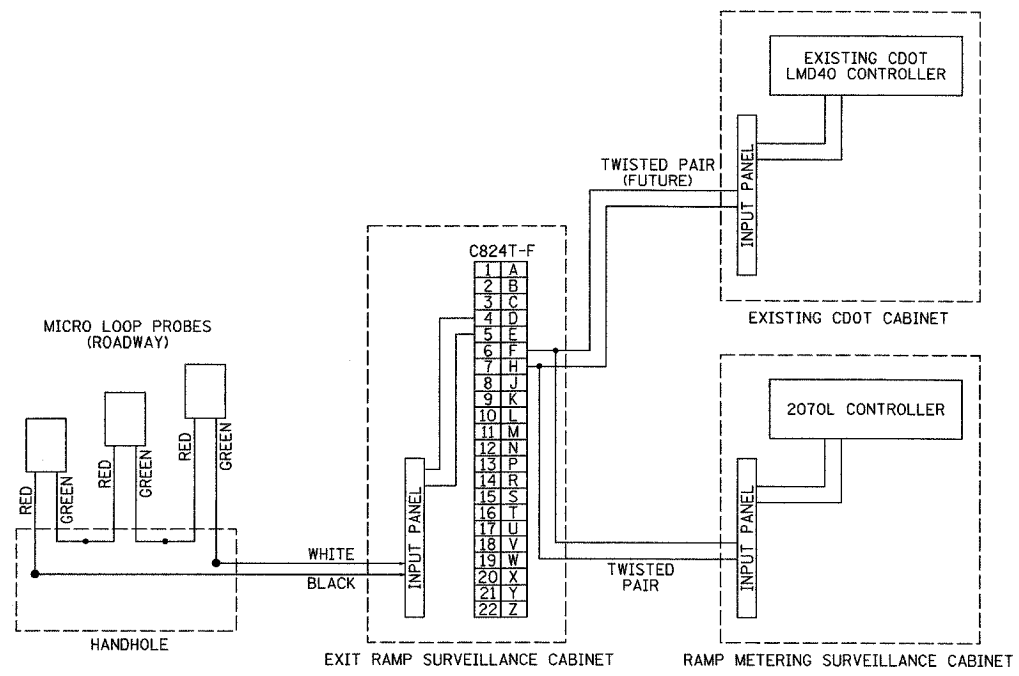 EXISTING CDOT
LMD40 CONTROLLER
INPUT PANEL
TWISTED PAIR
(FUTURE)
EXISTING CDOT CABINET
C824T-F
1 A
2 B
3 C
4 D
5 E
6 F
7 H
8 J
9 K
10 L
11 M
12 N
13 P
14 R
15 S
16 T
17 U
18 V
19 W
20 X
21 Y
22 Z
MICRO LOOP PROBES
(ROADWAY)
RED
GREEN
RED
GREEN
RED
GREEN
HANDHOLE
WHITE
BLACK
INPUT PANEL
EXIT RAMP SURVEILLANCE CABINET
2070L CONTROLLER
INPUT PANEL
TWISTED
PAIR
RAMP METERING SURVEILLANCE CABINET